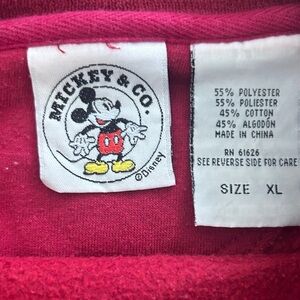 MICKEY & CO.
©Disney
55% POLYESTER
55% POLIESTER
45% COTTON
45% ALGODÓN
MADE IN CHINA
RN 61626
SEE REVERSE SIDE FOR CARE
SIZE XL